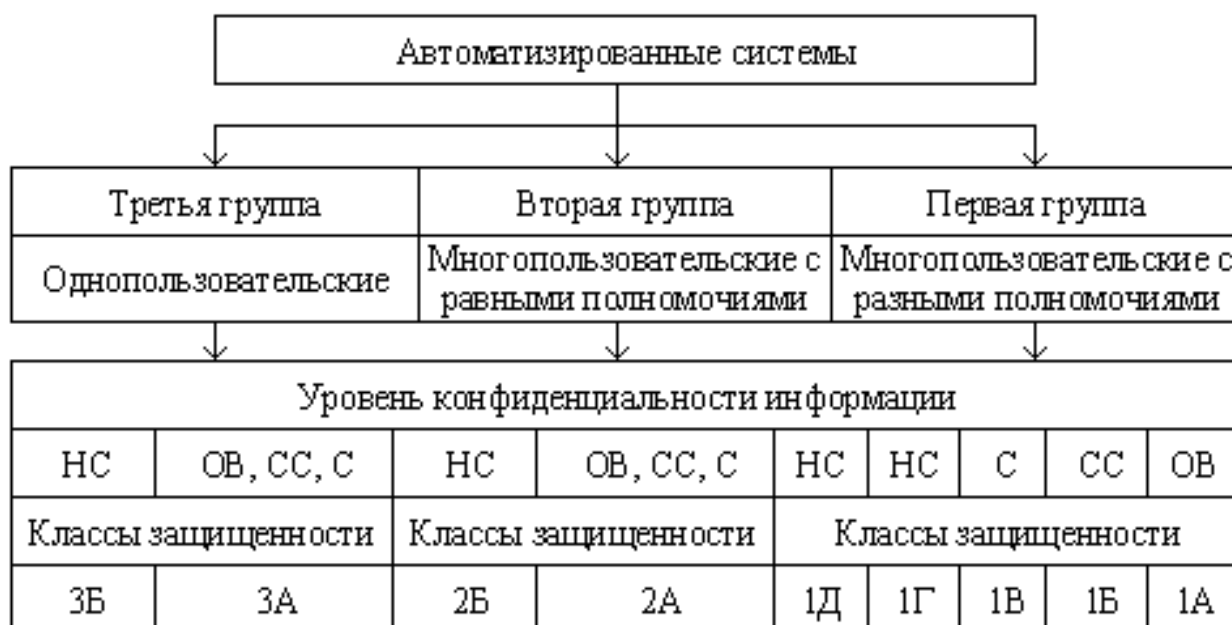 Автоматизированные системы
Третья группа
Вторая группа
Первая группа
Однопользовательские
Многопользовательские с
равными полномочиями
Многопользовательские с
разными полномочиями
Уровень конфиденциальности информации
НС
ОВ, СС, С
НС
ОВ, СС, С
НС
НС
С
СС
ОВ
Классы защищенности
Классы защищенности
Классы защищенности
3Б
3А
2Б
2А
1Д
1Г
1В
1Б
1А